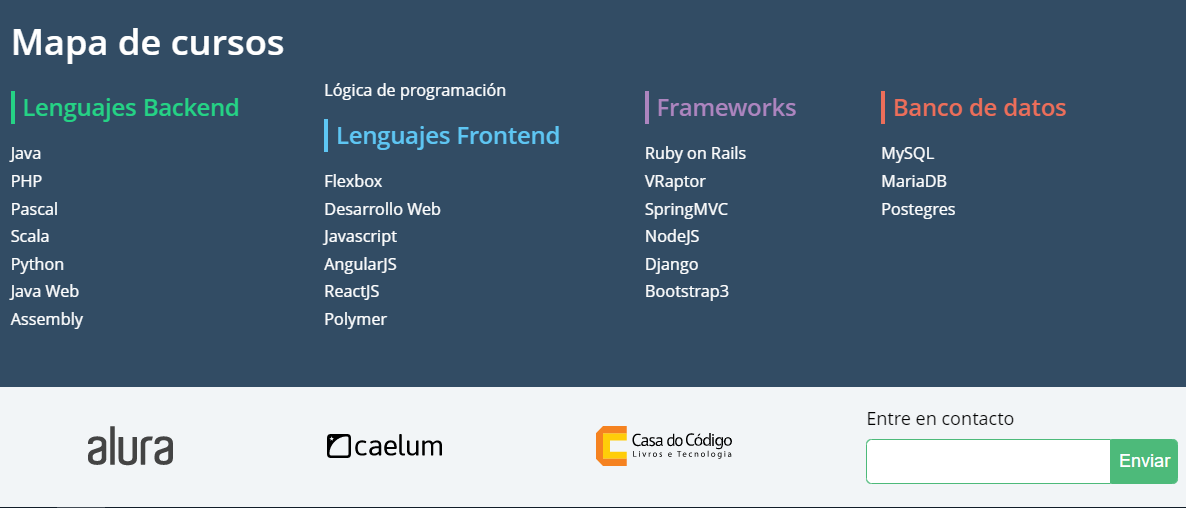 Mapa de cursos
Lenguajes Backend
Java
PHP
Pascal
Scala
Python
Java Web
Assembly
Lógica de programación
Lenguajes Frontend
Flexbox
Desarrollo Web
Javascript
AngularJS
ReactJS
Polymer
Frameworks
Ruby on Rails
VRaptor
SpringMVC
NodeJS
Django
Bootstrap3
Banco de datos
MySQL
MariaDB
Postegres
alura
caelum
Casa do Código
Livros e Tecnologia
Entre en contacto
Enviar